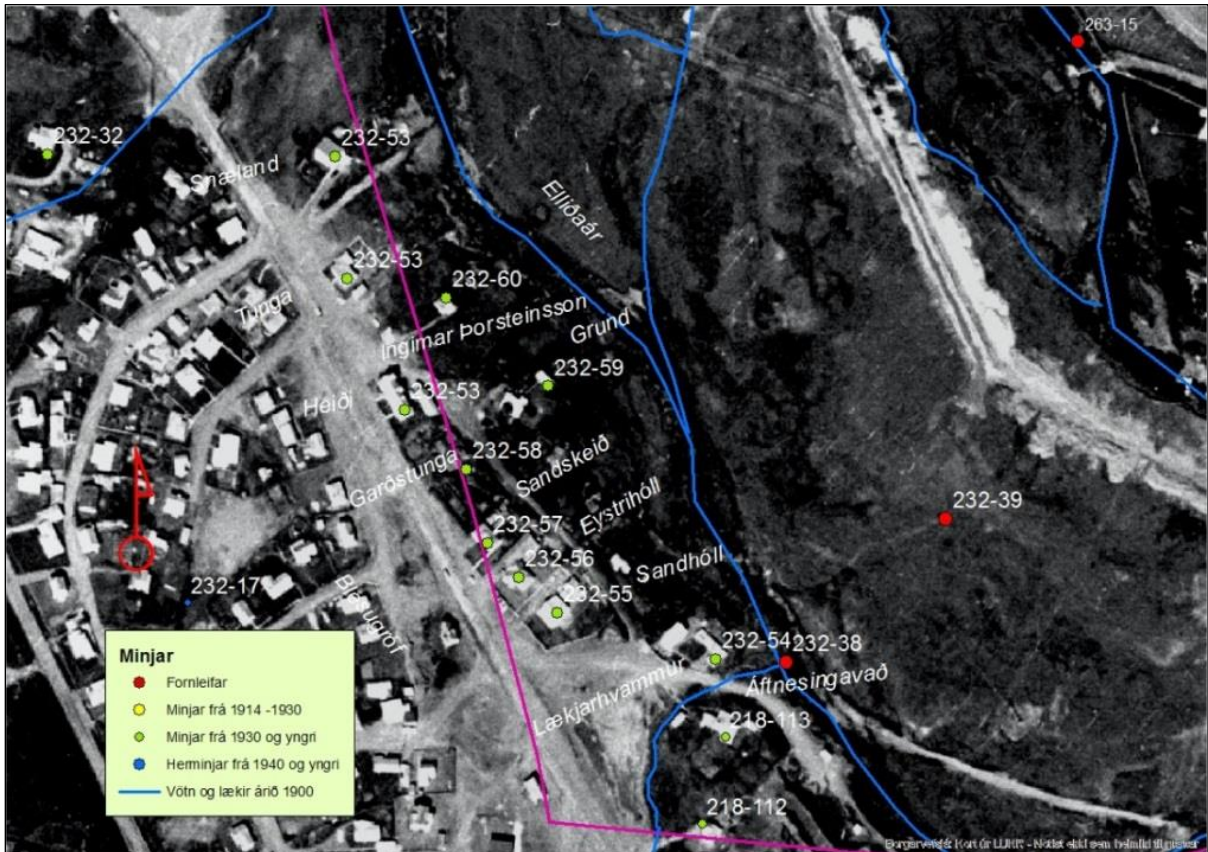 263-15
232-32
232-53
Snæland
Elliðaár
232-53
232-60
Tunga
Ingimar Þorsteinsson
Grund
232-59
232-53
Heiði
232-58
Garðstunga
Sandskeið
232-39
Eystrihóll
232-57
232-56
Sandhóll
232-17
232-55
Blesugróf
232-54
232-38
Lækjarhvammur
Áftnesingavað
218-113
218-112
Minjar
Fornleifar
Minjar frá 1914 -1930
Minjar frá 1930 og yngri
Herminjar frá 1940 og yngri
Vötn og lækir árið 1900